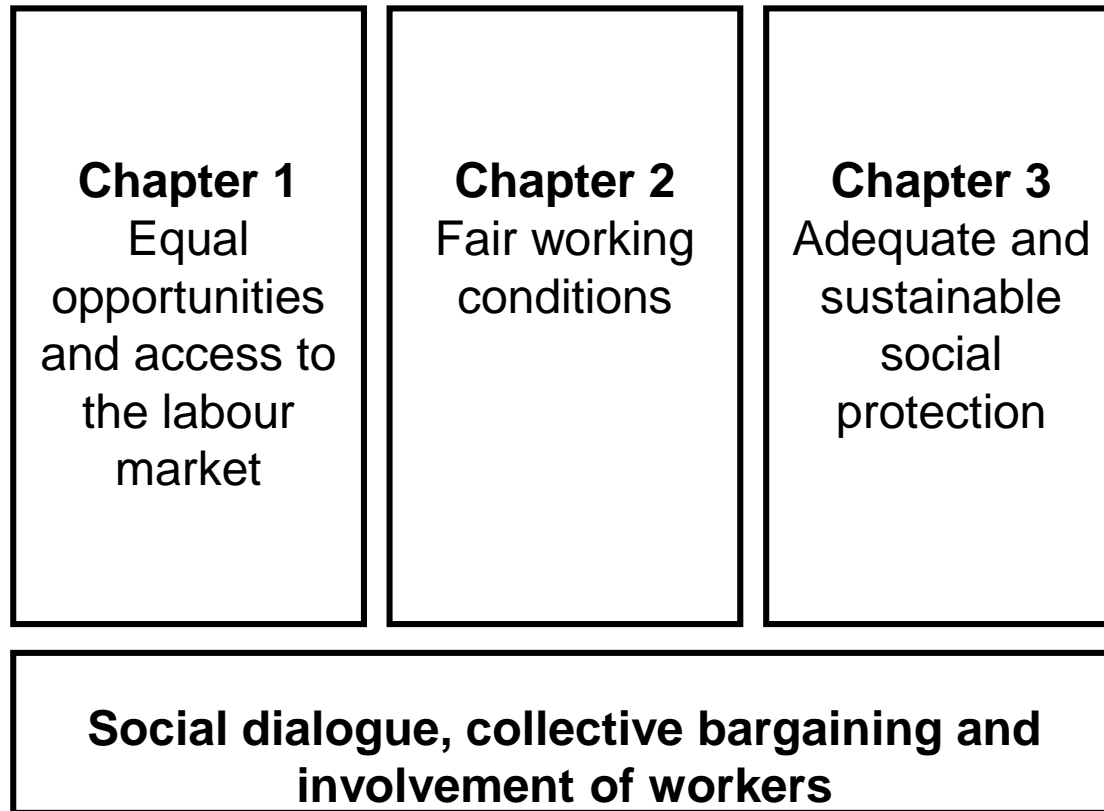 Chapter 1
Equal
opportunities
and access to
the labour
market
Chapter 2
Fair working
conditions
Chapter 3
Adequate and
sustainable
social
protection
Social dialogue, collective bargaining and
involvement of workers